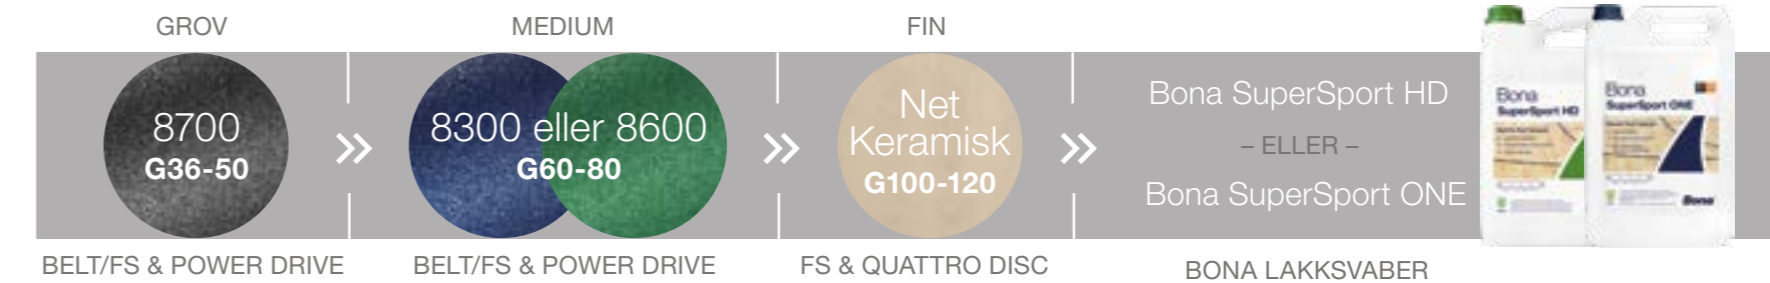 GROV
MEDIUM
FIN
8700
G36-50
8300 eller 8600
G60-80
Net
Keramisk
G100-120
Bona SuperSport HD
– ELLER –
Bona SuperSport ONE
Bona
SuperSport HD
Bona
SuperSport ONE
Bona
BELT/FS & POWER DRIVE
BELT/FS & POWER DRIVE
FS & QUATTRO DISC
BONA LAKKSVABER